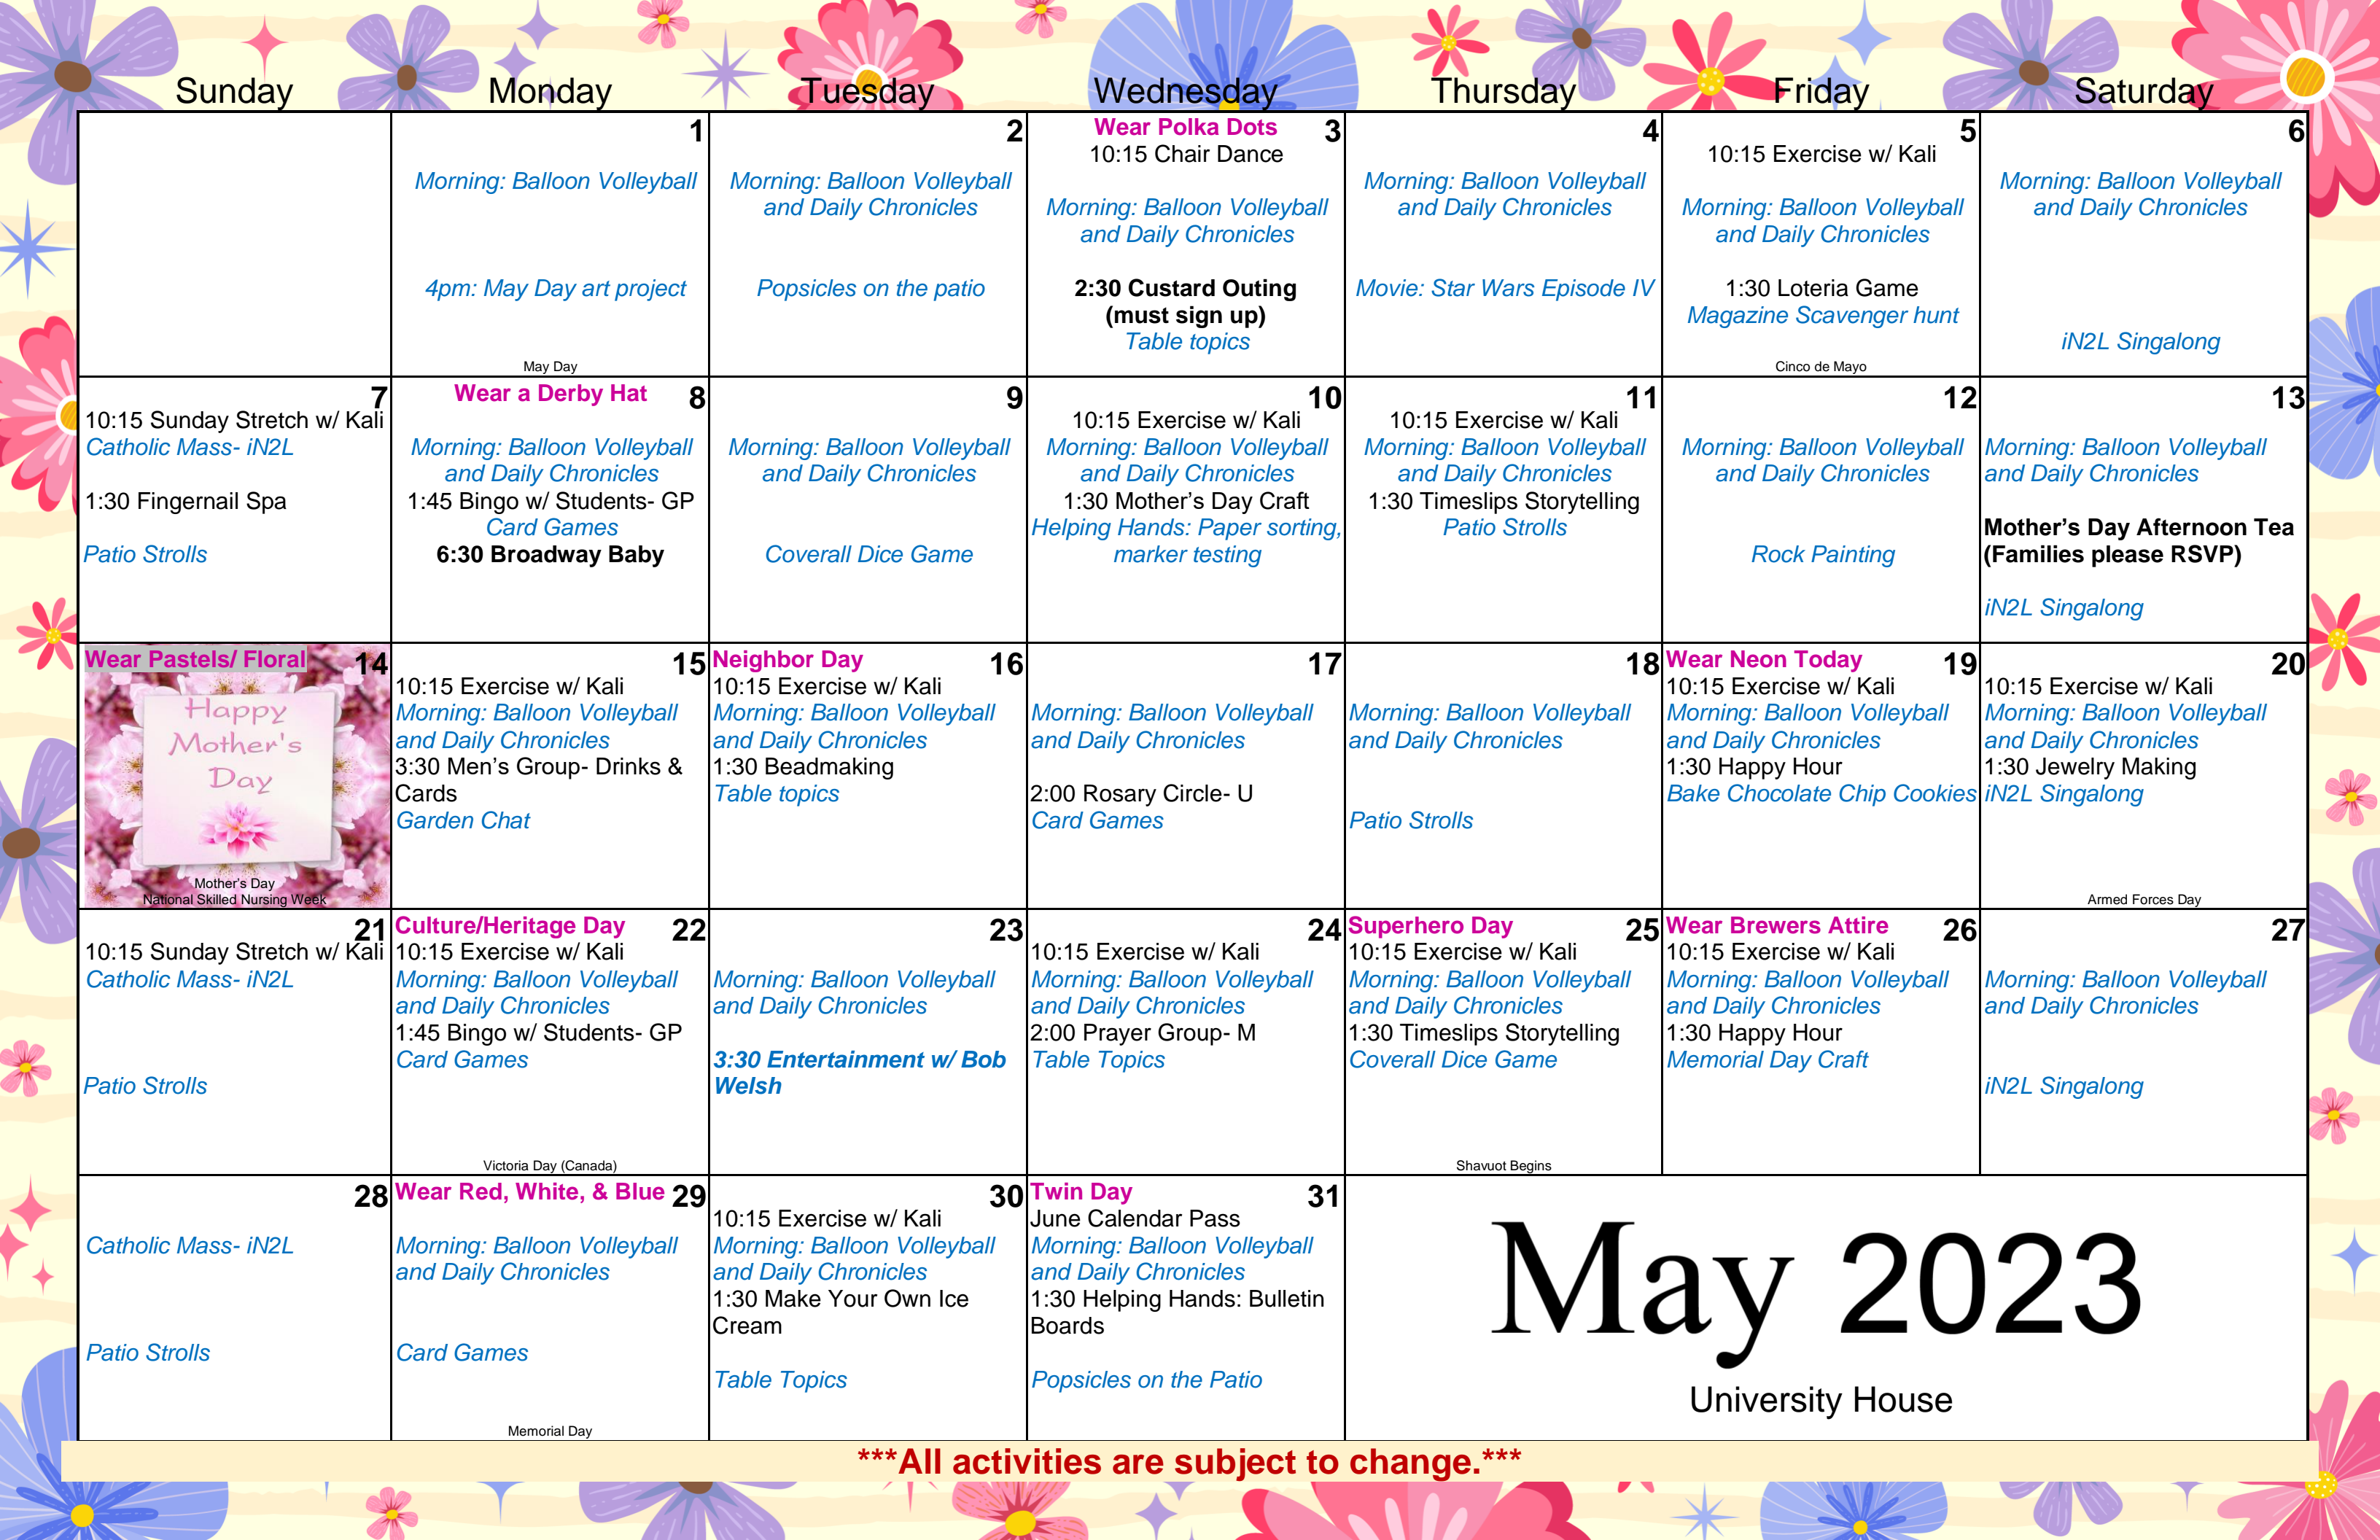 Sunday Monday Tuesday Wednesday Thursday Friday Saturday
1
Morning: Balloon Volleyball
4pm: May Day art project
May Day
2
Morning: Balloon Volleyball
and Daily Chronicles
Popsicles on the patio
Wear Polka Dots 3
10:15 Chair Dance
Morning: Balloon Volleyball
and Daily Chronicles
2:30 Custard Outing
(must sign up)
Table topics
4
Morning: Balloon Volleyball
and Daily Chronicles
Movie: Star Wars Episode IV
5
10:15 Exercise w/ Kali
Morning: Balloon Volleyball
and Daily Chronicles
1:30 Loteria Game
Magazine Scavenger hunt
Cinco de Mayo
6
Morning: Balloon Volleyball
and Daily Chronicles
iN2L Singalong
7
10:15 Sunday Stretch w/ Kali
Catholic Mass- iN2L
1:30 Fingernail Spa
Patio Strolls
Wear a Derby Hat 8
Morning: Balloon Volleyball
and Daily Chronicles
1:45 Bingo w/ Students- GP
Card Games
6:30 Broadway Baby
9
Morning: Balloon Volleyball
and Daily Chronicles
Coverall Dice Game
10
10:15 Exercise w/ Kali
Morning: Balloon Volleyball
and Daily Chronicles
1:30 Mother's Day Craft
Helping Hands: Paper sorting,
marker testing
11
10:15 Exercise w/ Kali
Morning: Balloon Volleyball
and Daily Chronicles
1:30 Timeslips Storytelling
Patio Strolls
12
Morning: Balloon Volleyball
and Daily Chronicles
Rock Painting
13
Morning: Balloon Volleyball
and Daily Chronicles
Mother's Day Afternoon Tea
(Families please RSVP)
iN2L Singalong
Wear Pastels/ Floral 14
Happy
Mother's
Day
Mother's Day
National Skilled Nursing Week
15
10:15 Exercise w/ Kali
Morning: Balloon Volleyball
and Daily Chronicles
3:30 Men's Group- Drinks &
Cards
Garden Chat
Neighbor Day 16
10:15 Exercise w/ Kali
Morning: Balloon Volleyball
and Daily Chronicles
1:30 Beadmaking
Table topics
17
Morning: Balloon Volleyball
and Daily Chronicles
2:00 Rosary Circle- U
Card Games
18
Morning: Balloon Volleyball
and Daily Chronicles
Patio Strolls
Wear Neon Today 19
10:15 Exercise w/ Kali
Morning: Balloon Volleyball
and Daily Chronicles
1:30 Happy Hour
Bake Chocolate Chip Cookies
20
10:15 Exercise w/ Kali
Morning: Balloon Volleyball
and Daily Chronicles
1:30 Jewelry Making
iN2L Singalong
Armed Forces Day
21
10:15 Sunday Stretch w/ Kali
Catholic Mass- iN2L
Patio Strolls
Culture/Heritage Day 22
10:15 Exercise w/ Kali
Morning: Balloon Volleyball
and Daily Chronicles
1:45 Bingo w/ Students- GP
Card Games
Victoria Day (Canada)
23
Morning: Balloon Volleyball
and Daily Chronicles
3:30 Entertainment w/ Bob
Welsh
24
10:15 Exercise w/ Kali
Morning: Balloon Volleyball
and Daily Chronicles
2:00 Prayer Group- M
Table Topics
Superhero Day 25
10:15 Exercise w/ Kali
Morning: Balloon Volleyball
and Daily Chronicles
1:30 Timeslips Storytelling
Coverall Dice Game
Shavuot Begins
Wear Brewers Attire 26
10:15 Exercise w/ Kali
Morning: Balloon Volleyball
and Daily Chronicles
1:30 Happy Hour
Memorial Day Craft
27
Morning: Balloon Volleyball
and Daily Chronicles
iN2L Singalong
28
Catholic Mass- iN2L
Patio Strolls
Wear Red, White, & Blue 29
Morning: Balloon Volleyball
and Daily Chronicles
Card Games
Memorial Day
30
10:15 Exercise w/ Kali
Morning: Balloon Volleyball
and Daily Chronicles
1:30 Make Your Own Ice
Cream
Table Topics
Twin Day 31
June Calendar Pass
Morning: Balloon Volleyball
and Daily Chronicles
1:30 Helping Hands: Bulletin
Boards
Popsicles on the Patio
May 2023
University House
***All activities are subject to change.***